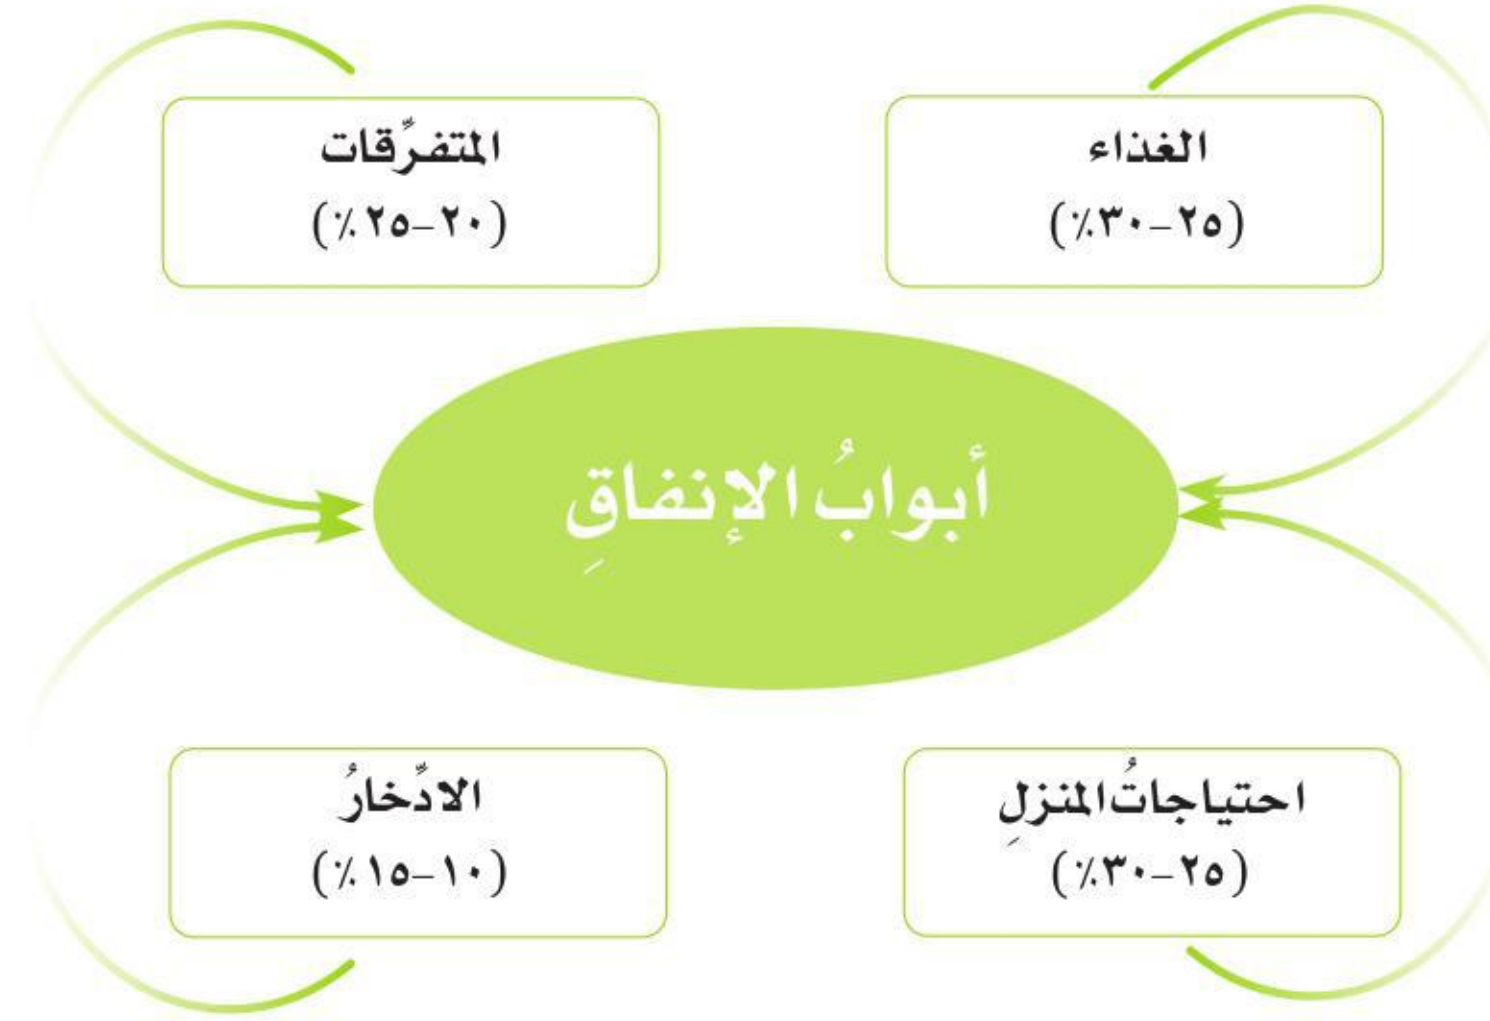 الغذاء
(٢٥-٣٠٪)
المتفرِّقات
(٢٠-٢٥٪)
أبوابُ الإنفاقِ
احتياجاتُ المنزلِ
(٢٥-٣٠٪)
الادِّخارُ
(١٠-١٥٪)